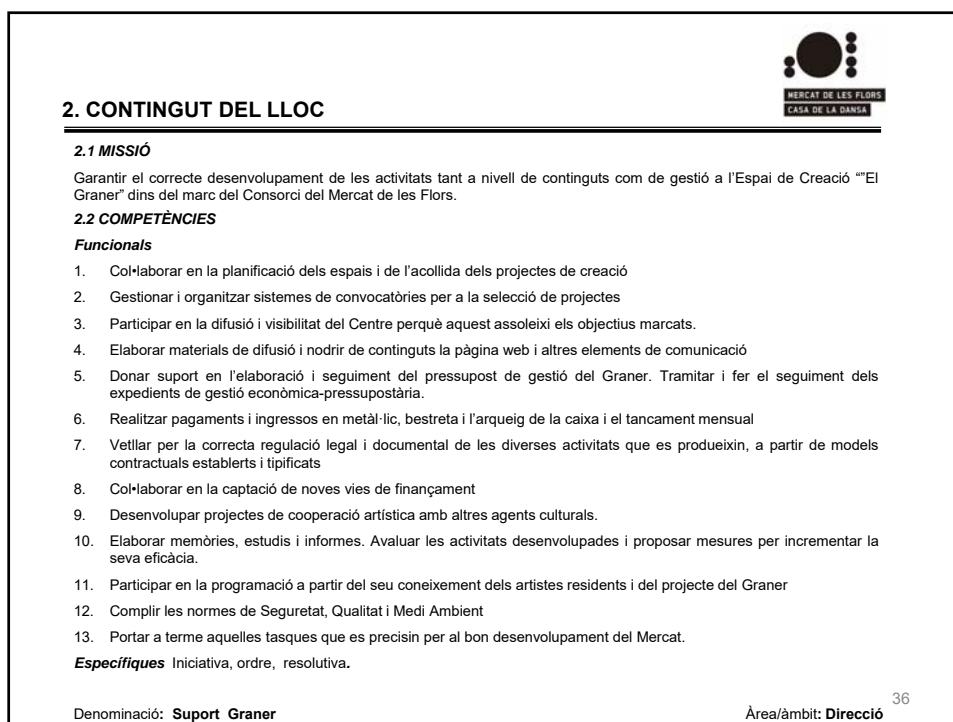 MERCAT DE LES FLORS
CASA DE LA DANSA
2. CONTINGUT DEL LLOC
2.1 MISSIÓ
Garantir el correcte desenvolupament de les activitats tant a nivell de continguts com de gestió a l'Espai de Creació “”El
Graner” dins del marc del Consorci del Mercat de les Flors.
2.2 COMPETÈNCIES
Funcionals
1. Col•laborar en la planificació dels espais i de l'acollida dels projectes de creació
2. Gestionar i organitzar sistemes de convocatòries per a la selecció de projectes
3. Participar en la difusió i visibilitat del Centre perquè aquest assoleixi els objectius marcats.
4. Elaborar materials de difusió i nodrir de continguts la pàgina web i altres elements de comunicació
5. Donar suport en l'elaboració i seguiment del pressupost de gestió del Graner. Tramitar i fer el seguiment dels
expedients de gestió econòmica-pressupostària.
6. Realitzar pagaments i ingressos en metàl·lic, bestreta i l'arqueig de la caixa i el tancament mensual
7. Vetllar per la correcta regulació legal i documental de les diverses activitats que es produeixin, a partir de models
contractuals establerts i tipificats
8. Col•laborar en la captació de noves vies de finançament
9. Desenvolupar projectes de cooperació artística amb altres agents culturals.
10. Elaborar memòries, estudis i informes. Avaluar les activitats desenvolupades i proposar mesures per incrementar la
seva eficàcia.
11. Participar en la programació a partir del seu coneixement dels artistes residents i del projecte del Graner
12. Complir les normes de Seguretat, Qualitat i Medi Ambient
13. Portar a terme aquelles tasques que es precisin per al bon desenvolupament del Mercat.
Específiques Iniciativa, ordre, resolutiva.
36
Denominació: Suport Graner Àrea/àmbit: Direcció